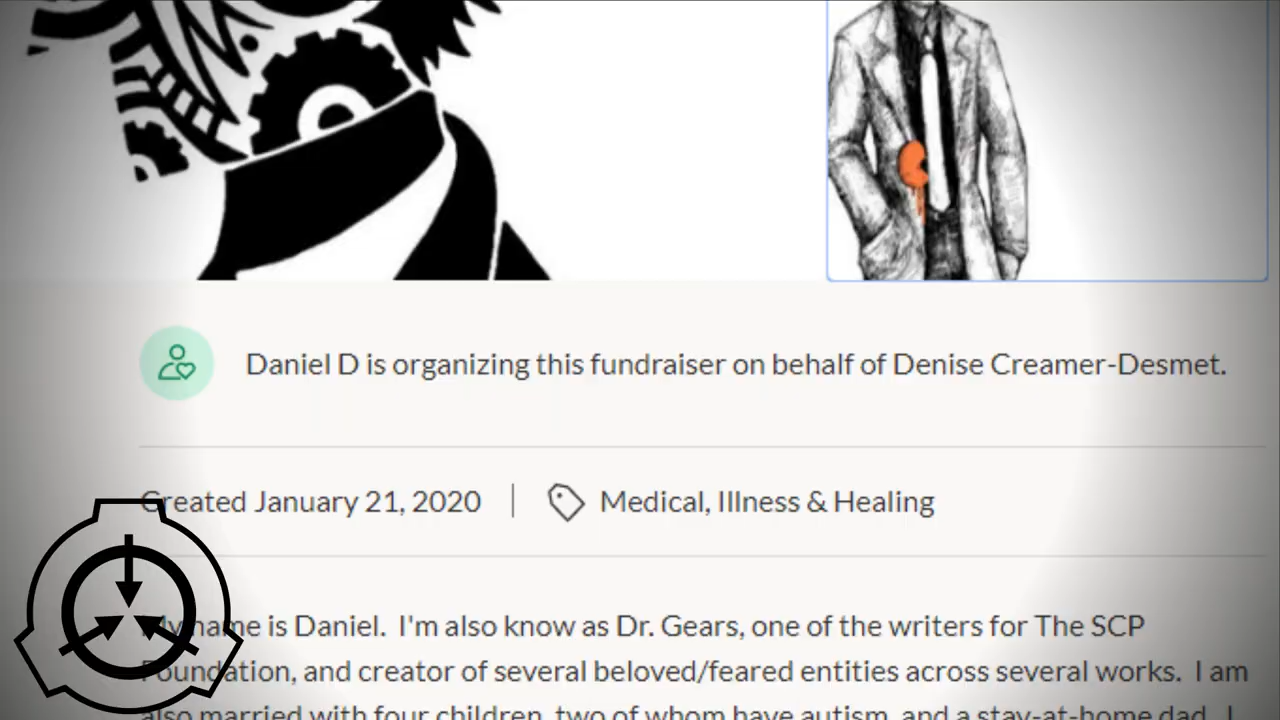 Daniel D is organizing this fundraiser on behalf of Denise Creamer-Desmet.
Created January 21, 2020 | Medical, Illness & Healing
My name is Daniel. I'm also know as Dr. Gears, one of the writers for The SCP
Foundation, and creator of several beloved/feared entities across several works. I am
also married with four children, two of whom have autism, and a stay-at-home dad. I